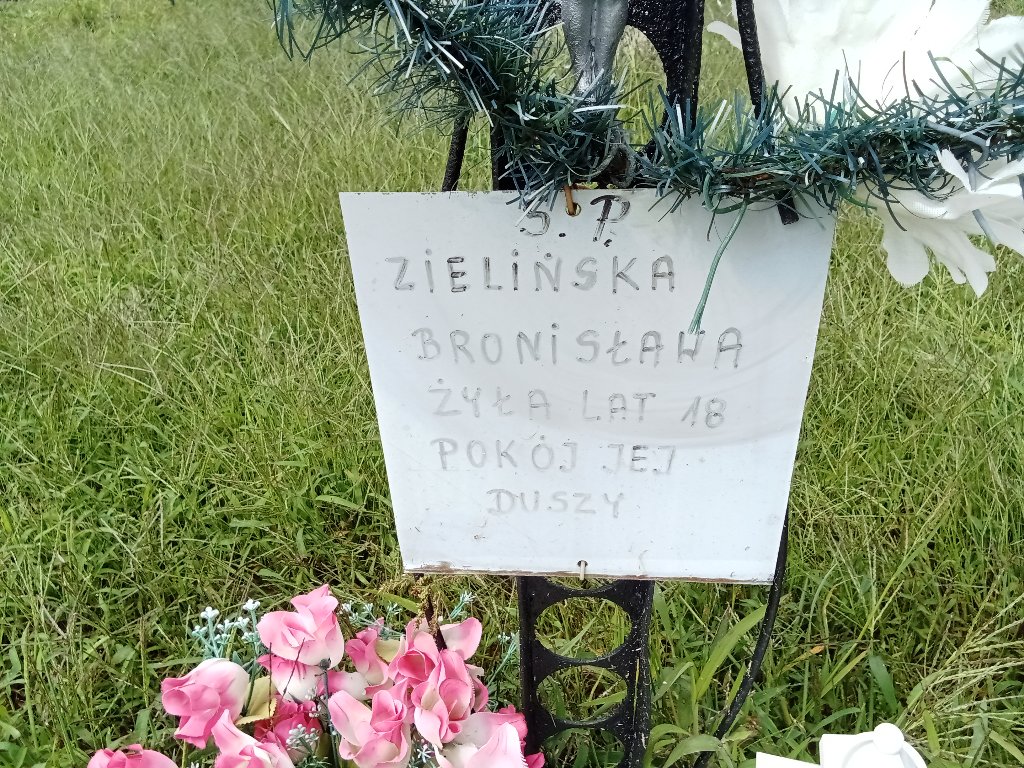 Ś. P.
ZIELIŃSKA
BRONISŁAWA
ŻYŁA LAT 18
POKÓJ JEJ
DUSZY